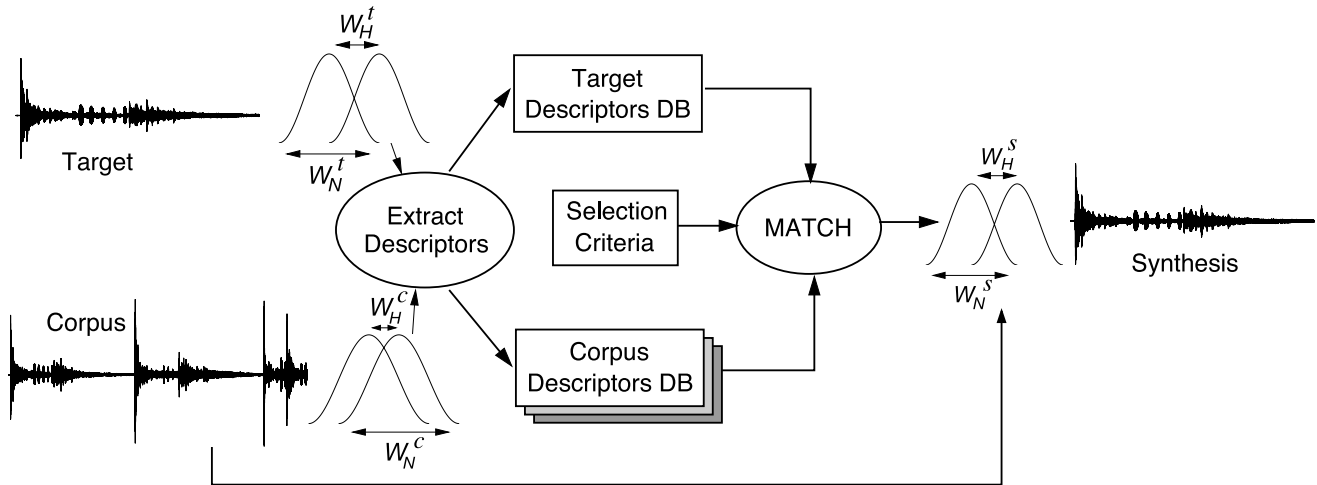 W_H^t
Target
Descriptors DB
Target
W_N^t
W_H^s
Extract
Descriptors
Selection
Criteria
MATCH
Synthesis
W_N^s
Corpus
W_H^c
Corpus
Descriptors DB
W_N^c